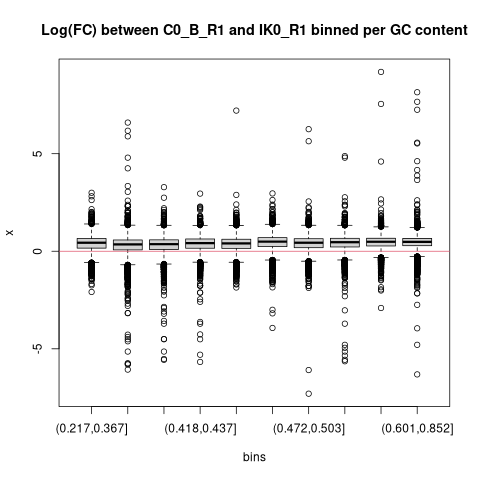 Log(FC) between C0_B_R1 and IK0_R1 binned per GC content
x
5
0
-5
(0.217,0.367]
(0.418,0.437]
(0.472,0.503]
(0.601,0.852]
bins